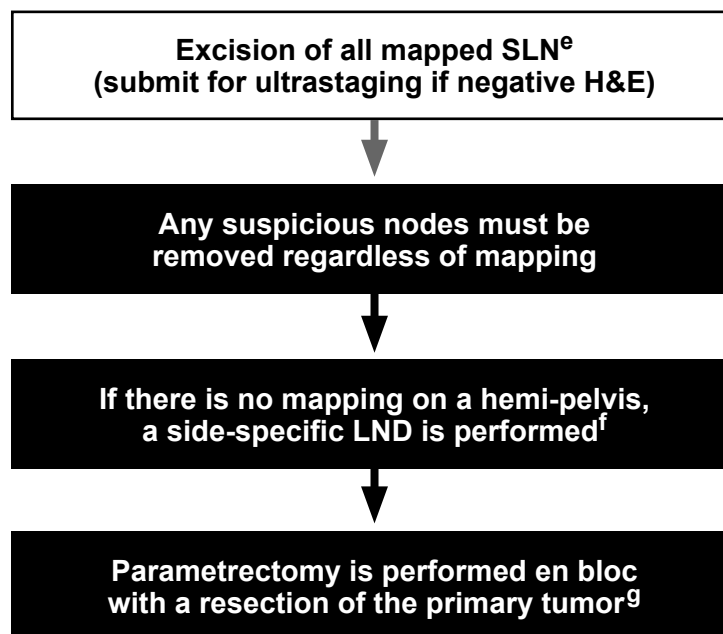 Excision of all mapped SLNe
(submit for ultrastaging if negative H&E)
Any suspicious nodes must be
removed regardless of mapping
If there is no mapping on a hemi-pelvis,
a side-specific LND is performedf
Parametrectomy is performed en bloc
with a resection of the primary tumorg